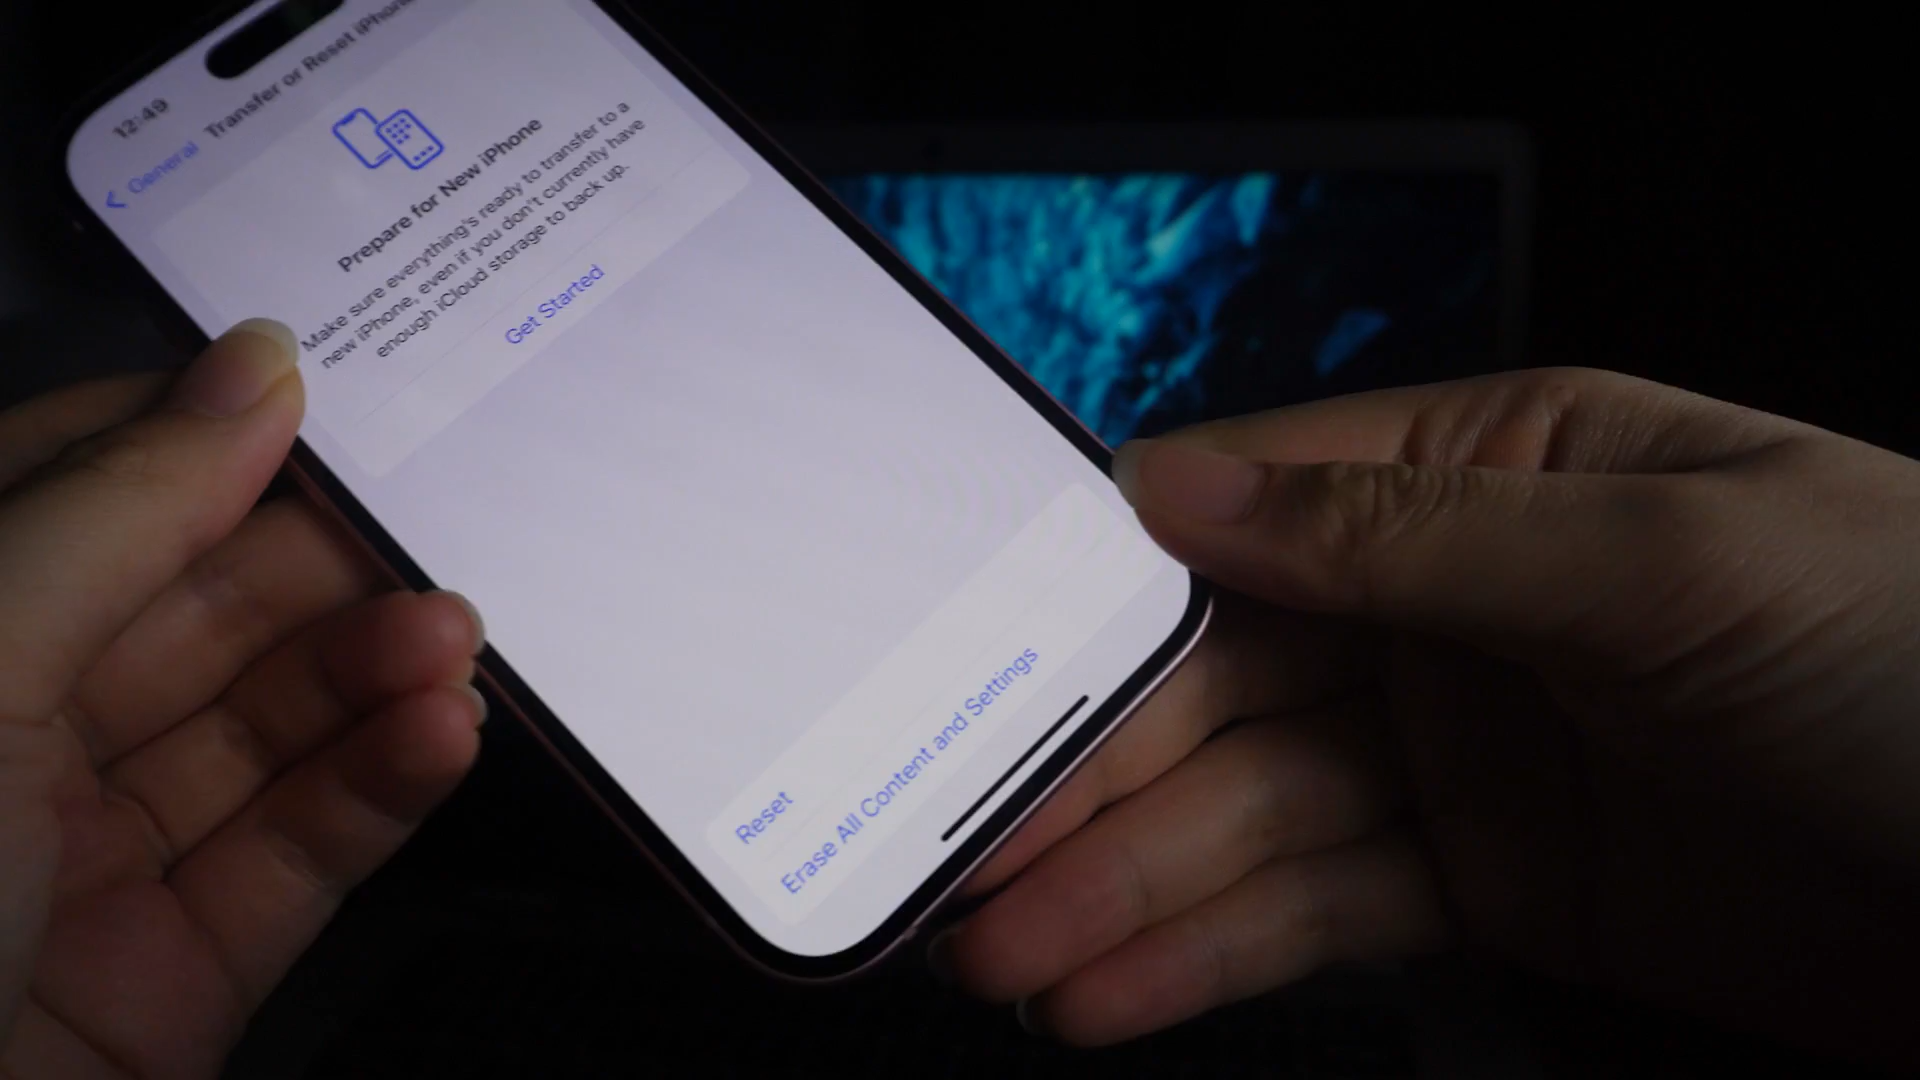 12:49
General
Transfer or Reset iPhone
Prepare for New iPhone
Make sure everything's ready to transfer to a
new iPhone, even if you don't currently have
enough iCloud storage to back up.
Get Started
Reset
Erase All Content and Settings